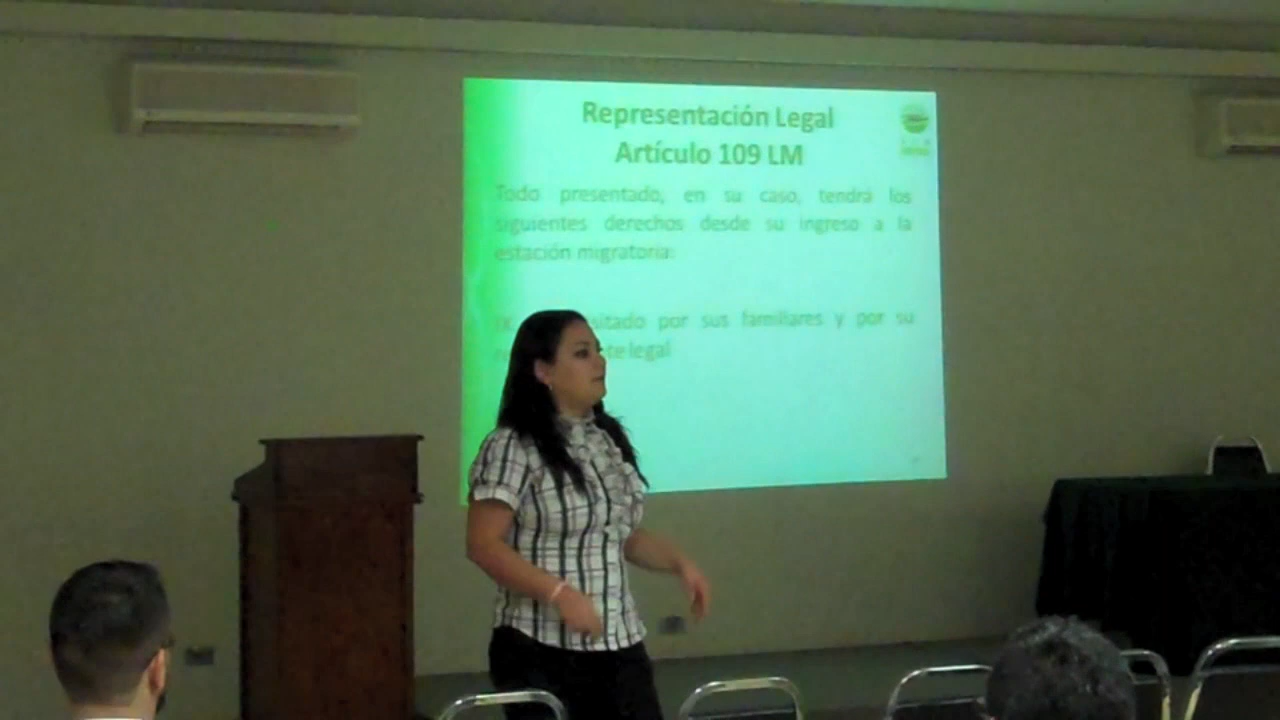 Representación Legal
Artículo 109 LM
Todo presentado, en su caso, tendrá los
siguientes derechos desde su ingreso a la
estación migratoria:
sitado por sus familiares y por su
te legal